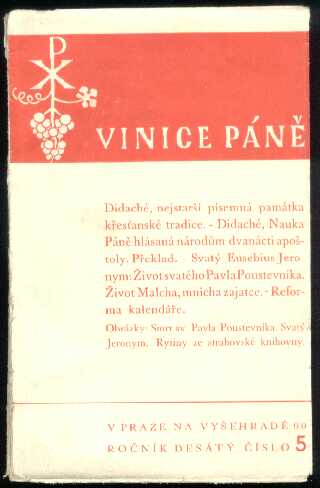 VINICE PÁNĚ
Didaché, nejstarší písemná památka
křesťanské tradice. - Didaché, Nauka
Páně hlásaná národům dvanácti apoš-
toly. Překlad. - Svatý Eusebius Jero
nym: Život svatého Pavla Poustevníka.
Život Malcha, mnicha zajatce. - Refor-
ma kalendáře.
Obrázky: Smrt sv. Pavla Poustevníka. Svatý
Jeronym. Rytiny ze strahovské knihovny.
V PRAZE NA VYŠEHRADĚ
ROČNÍK DESÁTÝ ČÍSLO 5